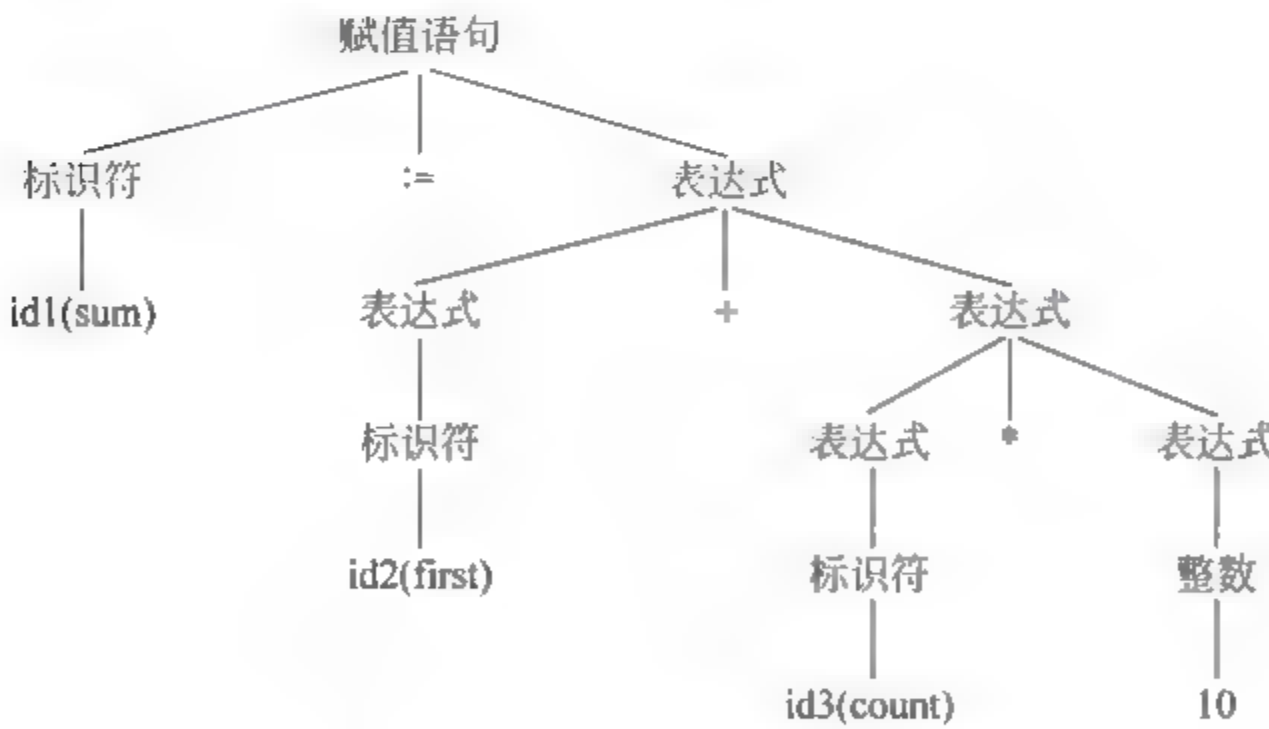 赋值语句
标识符 := 表达式
id1(sum) 表达式 + 表达式
标识符 表达式 * 表达式
id2(first) 标识符 整数
id3(count) 10